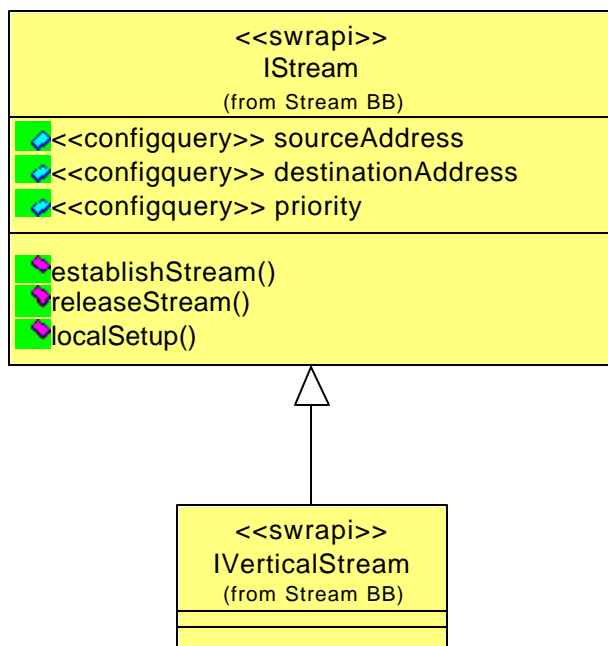 <<swrapi>>
IStream
(from Stream BB)
<<configquery>> sourceAddress
<<configquery>> destinationAddress
<<configquery>> priority
establishStream()
releaseStream()
localSetup()
<<swrapi>>
IVerticalStream
(from Stream BB)